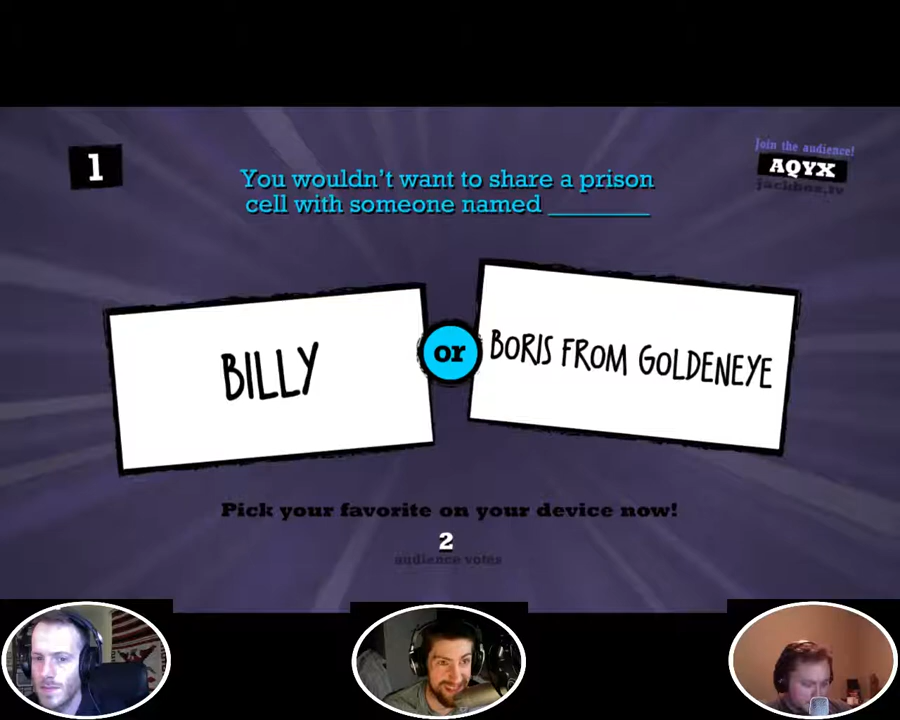 1
Join the audience!
AQYX
jackbox.tv
You wouldn't want to share a prison
cell with someone named ________
BILLY
or
BORIS FROM GOLDENEYE
Pick your favorite on your device now!
2
audience votes